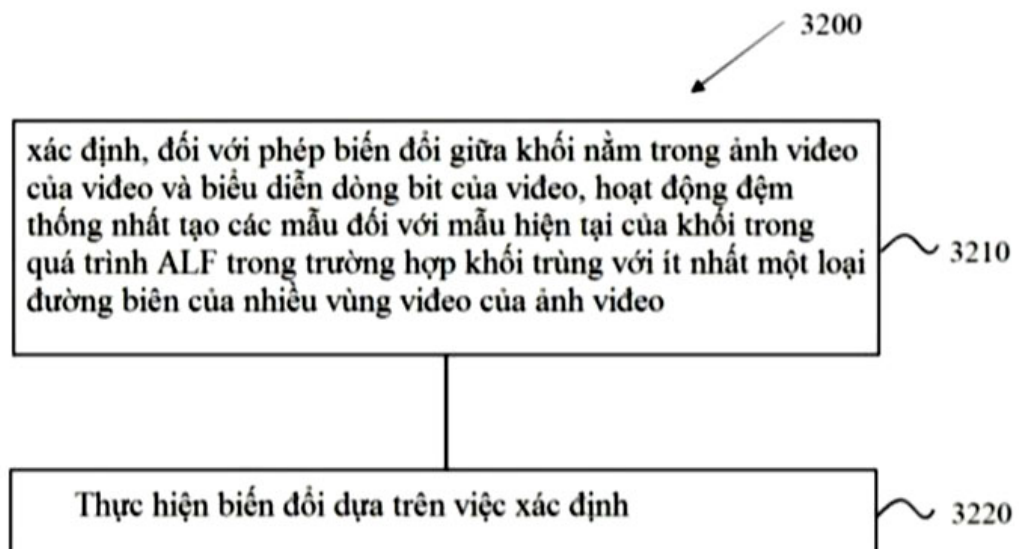 3200
xác định, đối với phép biến đổi giữa khối nằm trong ảnh video
của video và biểu diễn dòng bit của video, hoạt động đệm
thống nhất tạo các mẫu đối với mẫu hiện tại của khối trong
quá trình ALF trong trường hợp khối trùng với ít nhất một loại
đường biên của nhiều vùng video của ảnh video
3210
Thực hiện biến đổi dựa trên việc xác định
3220